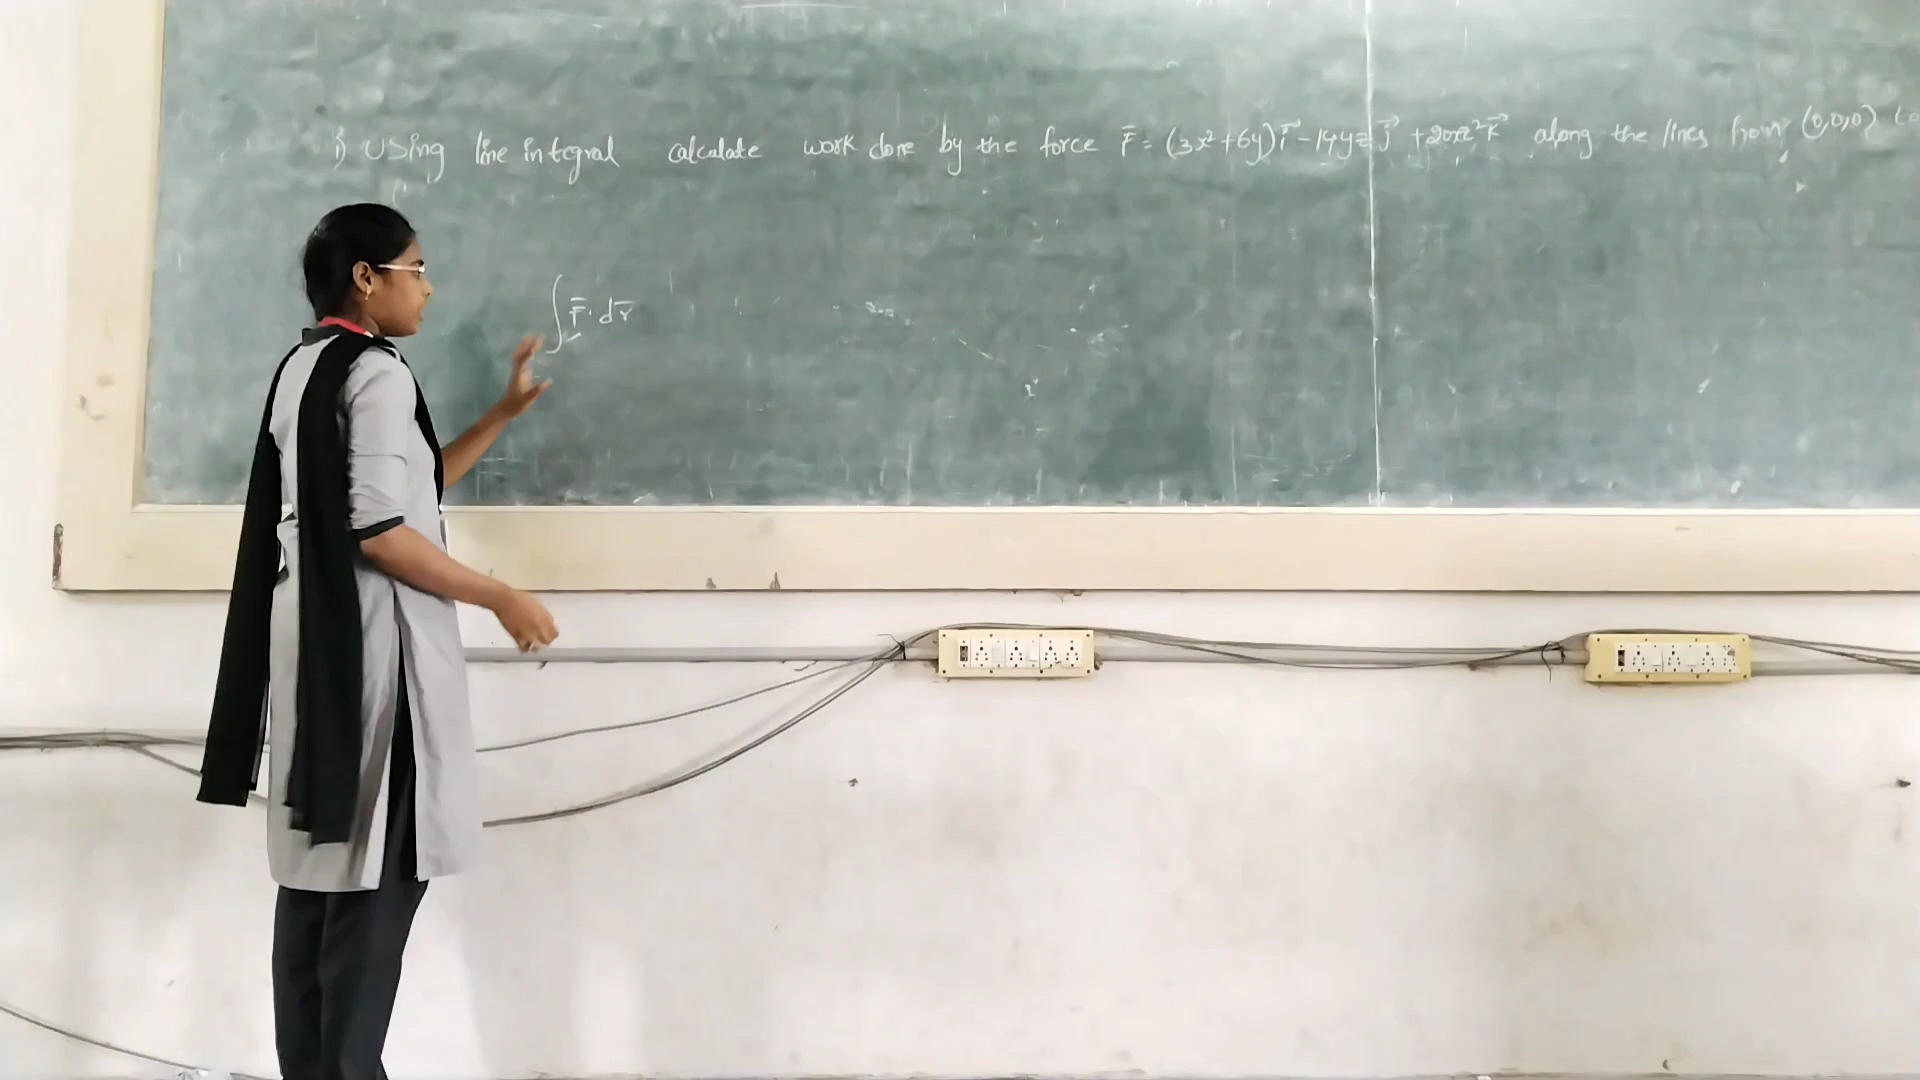 i) Using line integral calculate work done by the force F̄ = (3x²+6y)i⃗ - 14yz j⃗ + 20xz² k⃗ along the lines from (0,0,0) to
∫ F̄ · dr̄